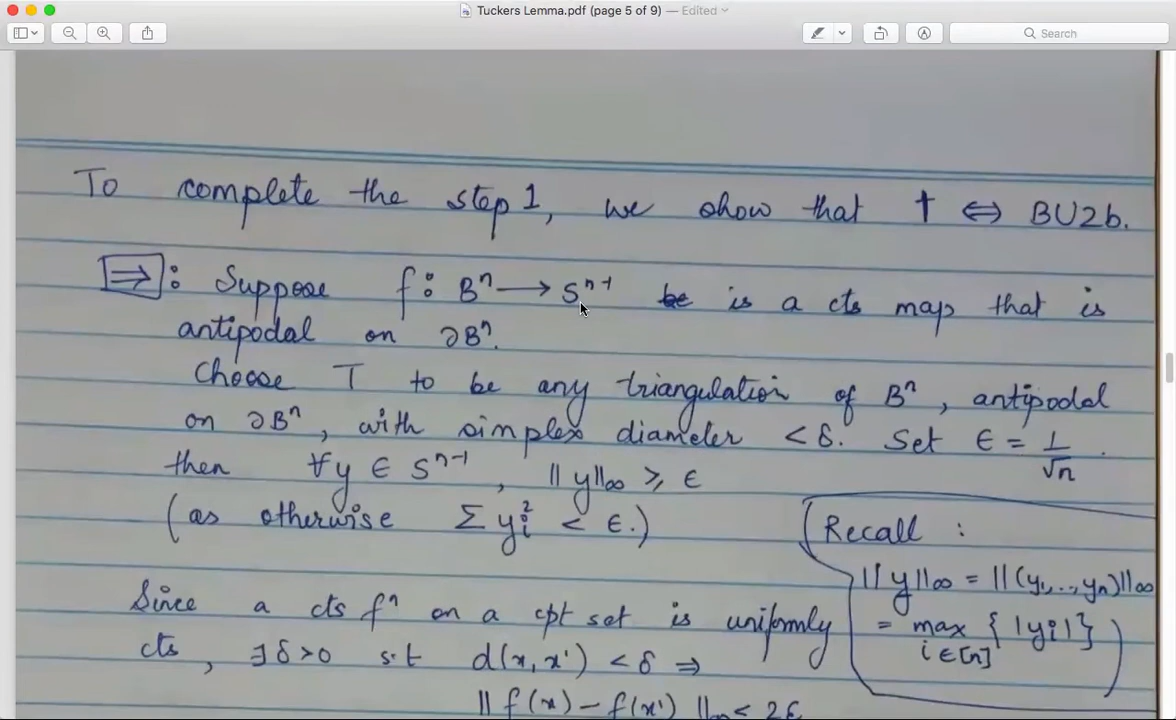 Tuckers Lemma.pdf (page 5 of 9) — Edited
Search
To complete the step 1, we show that † ⇔ BU2b.
⇒ : Suppose f : Bⁿ → Sⁿ⁻¹ be is a cts map that is
antipodal on ∂Bⁿ.
Choose T to be any triangulation of Bⁿ, antipodal
on ∂Bⁿ, with simplex diameter < δ. Set ε = 1/√n.
then ∀y ∈ Sⁿ⁻¹, ||y||∞ ⩾ ε
(as otherwise Σ yᵢ² < ε.)
Recall :
||y||∞ = ||(y₁,..,yₙ)||∞
= max {|yᵢ|}
i∈[n]
Since a cts fⁿ on a cpt set is uniformly
cts, ∃ δ>0 s.t d(x,x') < δ ⇒
|| f(x) − f(x') ||∞ < 2ε